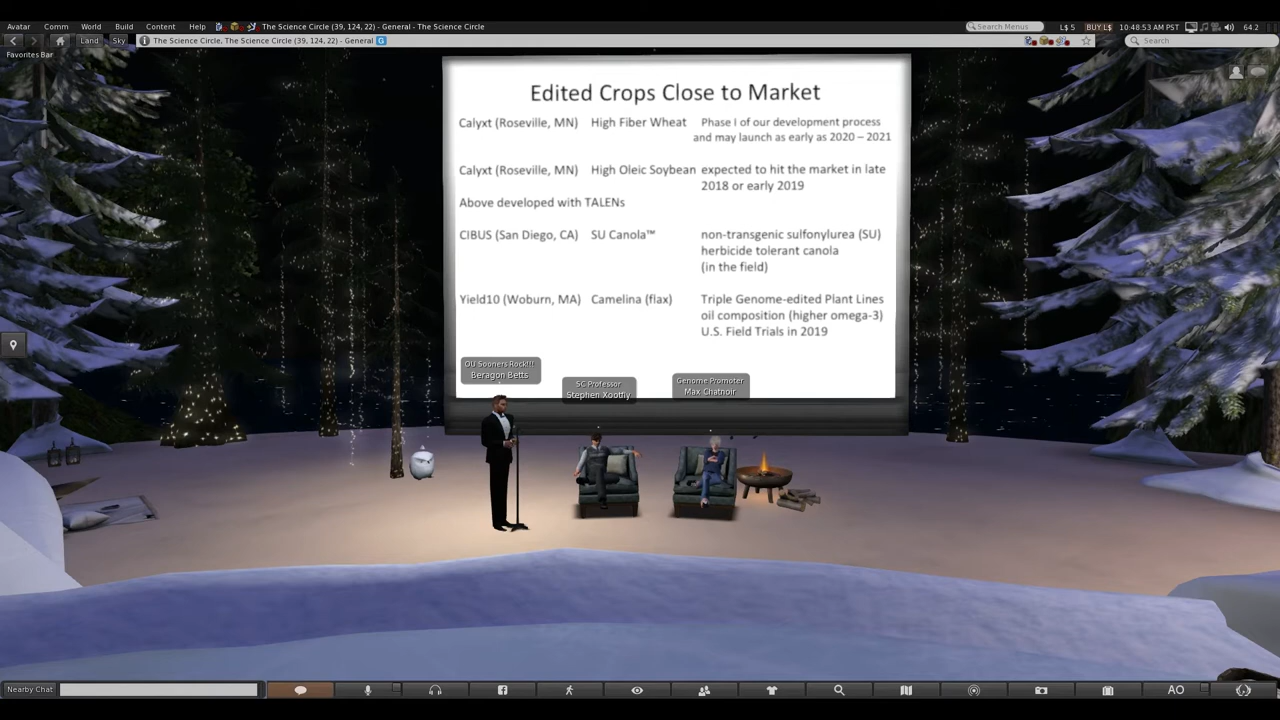 Avatar Comm World Build Content Help The Science Circle (39, 124, 22) - General - The Science Circle Search Menus L$ 5 BUY L$ 10:48:53 AM PST 64.2
Land Sky The Science Circle, The Science Circle (39, 124, 22) - General G Search
Favorites Bar
Edited Crops Close to Market
Calyxt (Roseville, MN) High Fiber Wheat Phase I of our development process
and may launch as early as 2020 – 2021
Calyxt (Roseville, MN) High Oleic Soybean expected to hit the market in late
2018 or early 2019
Above developed with TALENs
CIBUS (San Diego, CA) SU Canola™ non-transgenic sulfonylurea (SU)
herbicide tolerant canola
(in the field)
Yield10 (Woburn, MA) Camelina (flax) Triple Genome-edited Plant Lines
oil composition (higher omega-3)
U.S. Field Trials in 2019
OU Sooners Rock!!!
Beragon Betts
SC Professor
Stephen Xootfly
Genome Promoter
Max Chatnoir
Nearby Chat AO